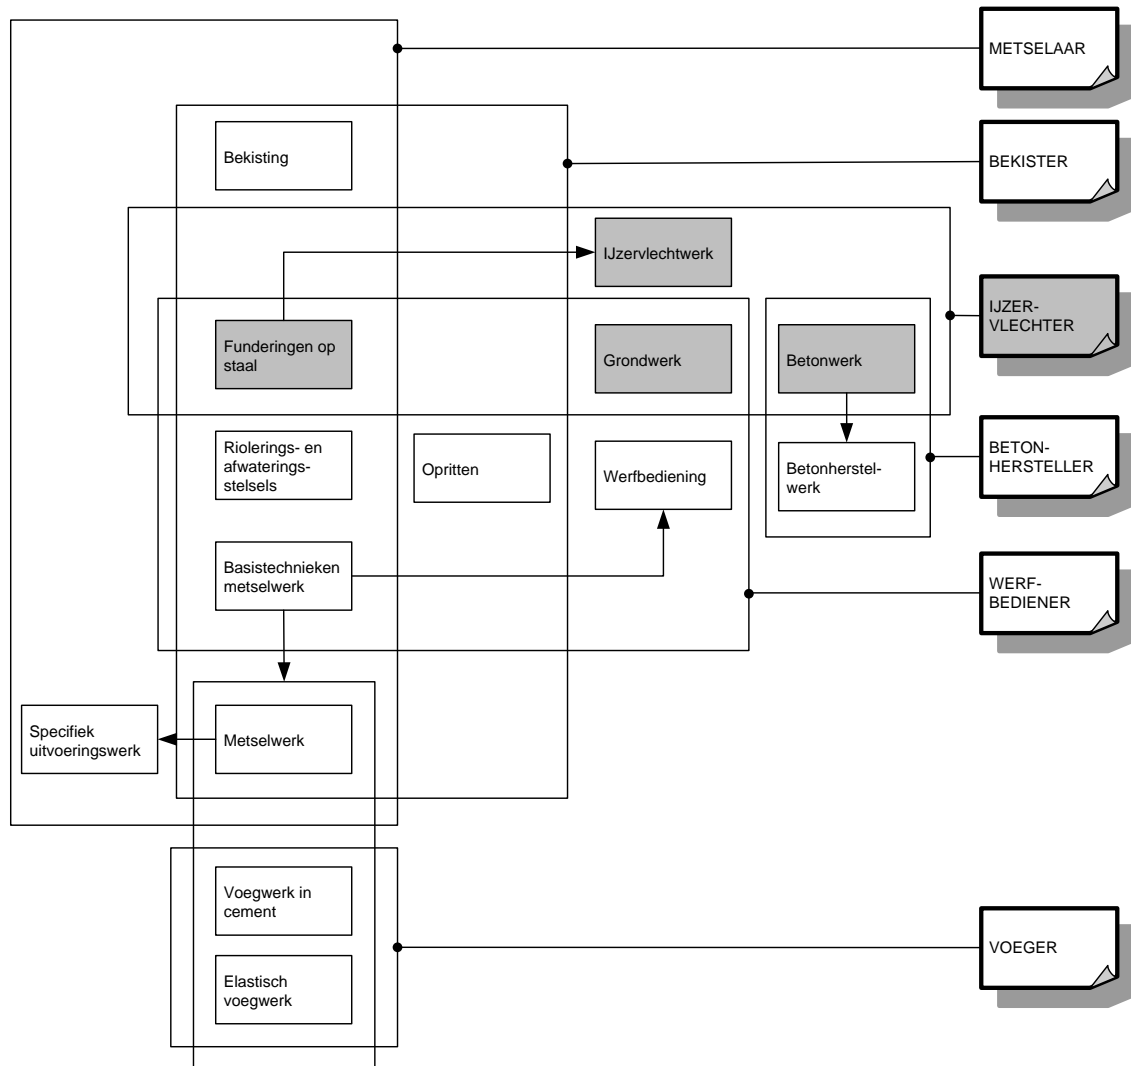 METSELAAR
Bekisting
BEKISTER
IJzervlechtwerk
IJZER-
VLECHTER
Funderingen op
staal
Grondwerk
Betonwerk
Riolerings- en
afwaterings-
stelsels
Opritten
Werfbediening
Betonherstel-
werk
BETON-
HERSTELLER
Basistechnieken
metselwerk
WERF-
BEDIENER
Specifiek
uitvoeringswerk
Metselwerk
Voegwerk in
cement
Elastisch
voegwerk
VOEGER